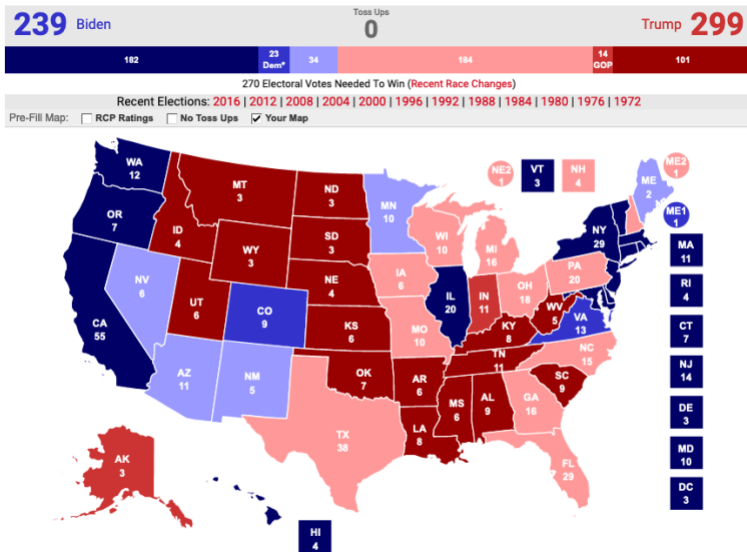 239 Biden
Toss Ups
0
Trump 299
182
23
Dem*
34
184
14
GOP
101
270 Electoral Votes Needed To Win (Recent Race Changes)
Recent Elections: 2016 | 2012 | 2008 | 2004 | 2000 | 1996 | 1992 | 1988 | 1984 | 1980 | 1976 | 1972
Pre-Fill Map: RCP Ratings No Toss Ups Your Map
WA
12
OR
7
CA
55
NV
6
ID
4
MT
3
WY
3
UT
6
AZ
11
CO
9
NM
5
ND
3
SD
3
NE
4
KS
6
OK
7
TX
38
MN
10
IA
6
MO
10
AR
6
LA
8
WI
10
IL
20
MI
16
IN
11
OH
18
KY
8
TN
11
MS
6
AL
9
GA
16
FL
29
SC
9
NC
15
VA
13
WV
5
PA
20
NY
29
NE2
1
VT
3
NH
4
ME
2
ME2
1
ME1
1
MA
11
RI
4
CT
7
NJ
14
DE
3
MD
10
DC
3
AK
3
HI
4